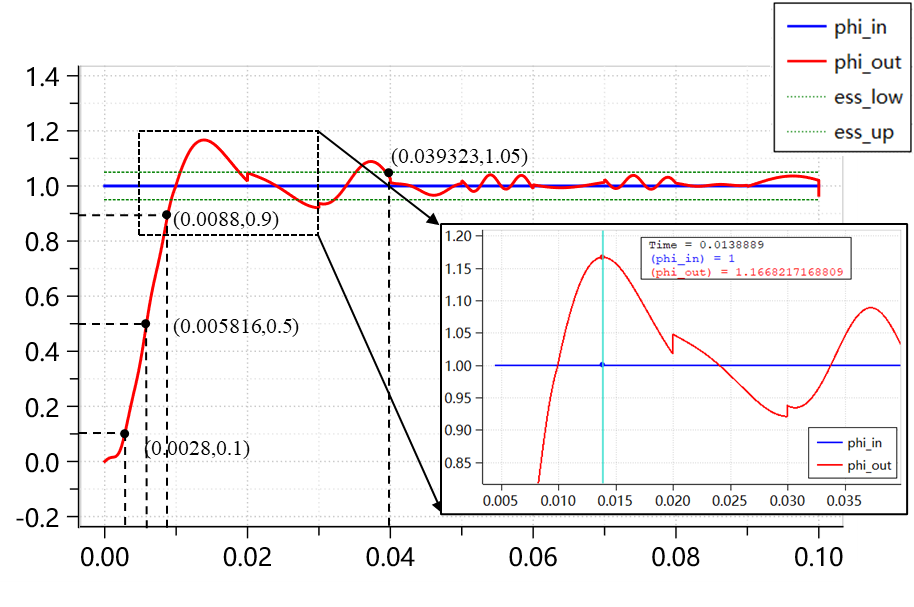 phi_in
phi_out
ess_low
ess_up
1.4
1.2
1.0
0.8
0.6
0.4
0.2
0.0
-0.2
(0.039323,1.05)
(0.0088,0.9)
(0.005816,0.5)
(0.0028,0.1)
1.20
1.15
1.10
1.05
1.00
0.95
0.90
0.85
Time = 0.0138889
(phi_in) = 1
(phi_out) = 1.1668217168809
phi_in
phi_out
0.005 0.010 0.015 0.020 0.025 0.030 0.035
0.00 0.02 0.04 0.06 0.08 0.10